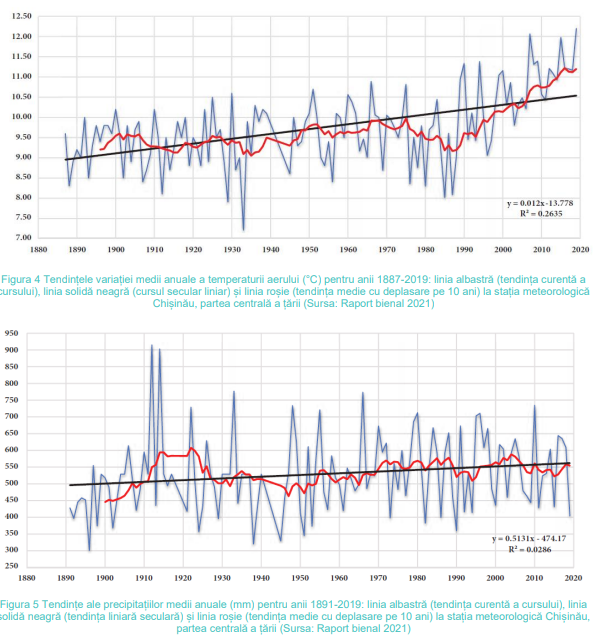 12.50
12.00
11.50
11.00
10.50
10.00
9.50
9.00
8.50
8.00
7.50
7.00
y = 0.012x -13.778
R² = 0.2635
1880 1890 1900 1910 1920 1930 1940 1950 1960 1970 1980 1990 2000 2010 2020
Figura 4 Tendințele variației medii anuale a temperaturii aerului (°C) pentru anii 1887-2019: linia albastră (tendința curentă a
cursului), linia solidă neagră (cursul secular liniar) și linia roșie (tendința medie cu deplasare pe 10 ani) la stația meteorologică
Chișinău, partea centrală a țării (Sursa: Raport bienal 2021)
950
900
850
800
750
700
650
600
550
500
450
400
350
300
250
y = 0.5131x - 474.17
R² = 0.0286
1880 1890 1900 1910 1920 1930 1940 1950 1960 1970 1980 1990 2000 2010 2020
Figura 5 Tendințe ale precipitațiilor medii anuale (mm) pentru anii 1891-2019: linia albastră (tendința curentă a cursului), linia
solidă neagră (tendința liniară seculară) și linia roșie (tendința medie cu deplasare pe 10 ani) la stația meteorologică Chișinău,
partea centrală a țării (Sursa: Raport bienal 2021)